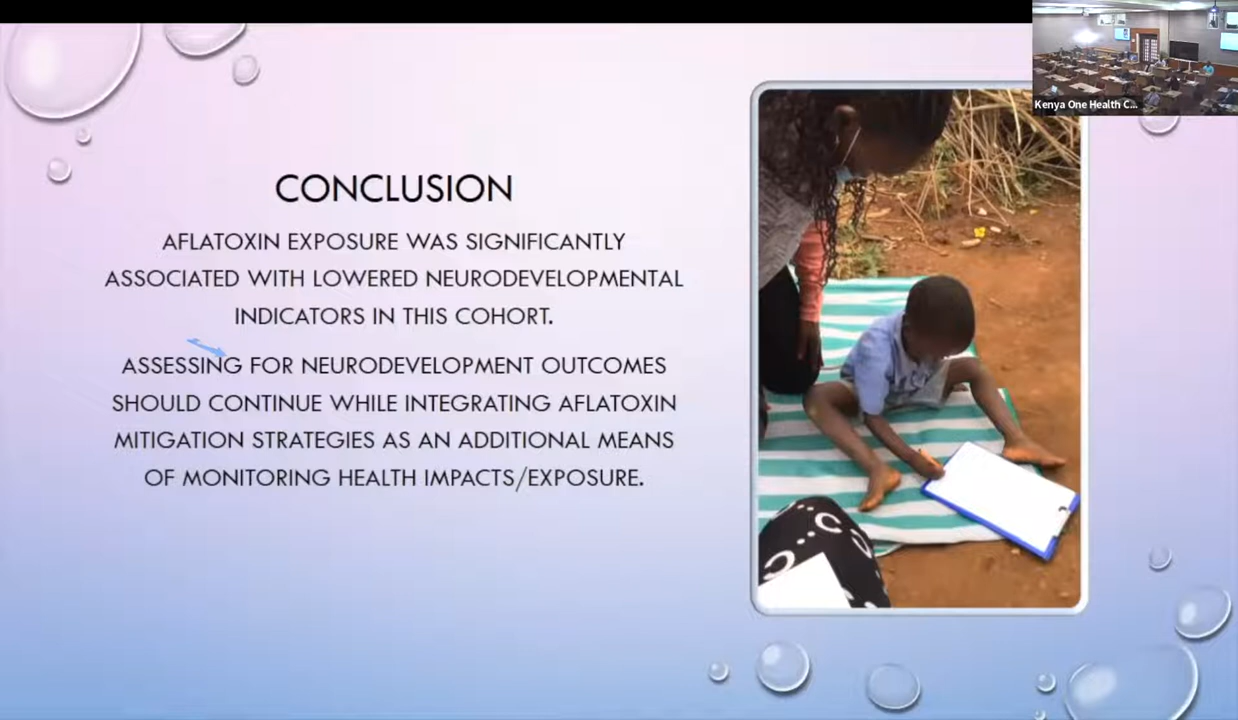 Kenya One Health C...
CONCLUSION
AFLATOXIN EXPOSURE WAS SIGNIFICANTLY
ASSOCIATED WITH LOWERED NEURODEVELOPMENTAL
INDICATORS IN THIS COHORT.
ASSESSING FOR NEURODEVELOPMENT OUTCOMES
SHOULD CONTINUE WHILE INTEGRATING AFLATOXIN
MITIGATION STRATEGIES AS AN ADDITIONAL MEANS
OF MONITORING HEALTH IMPACTS/EXPOSURE.